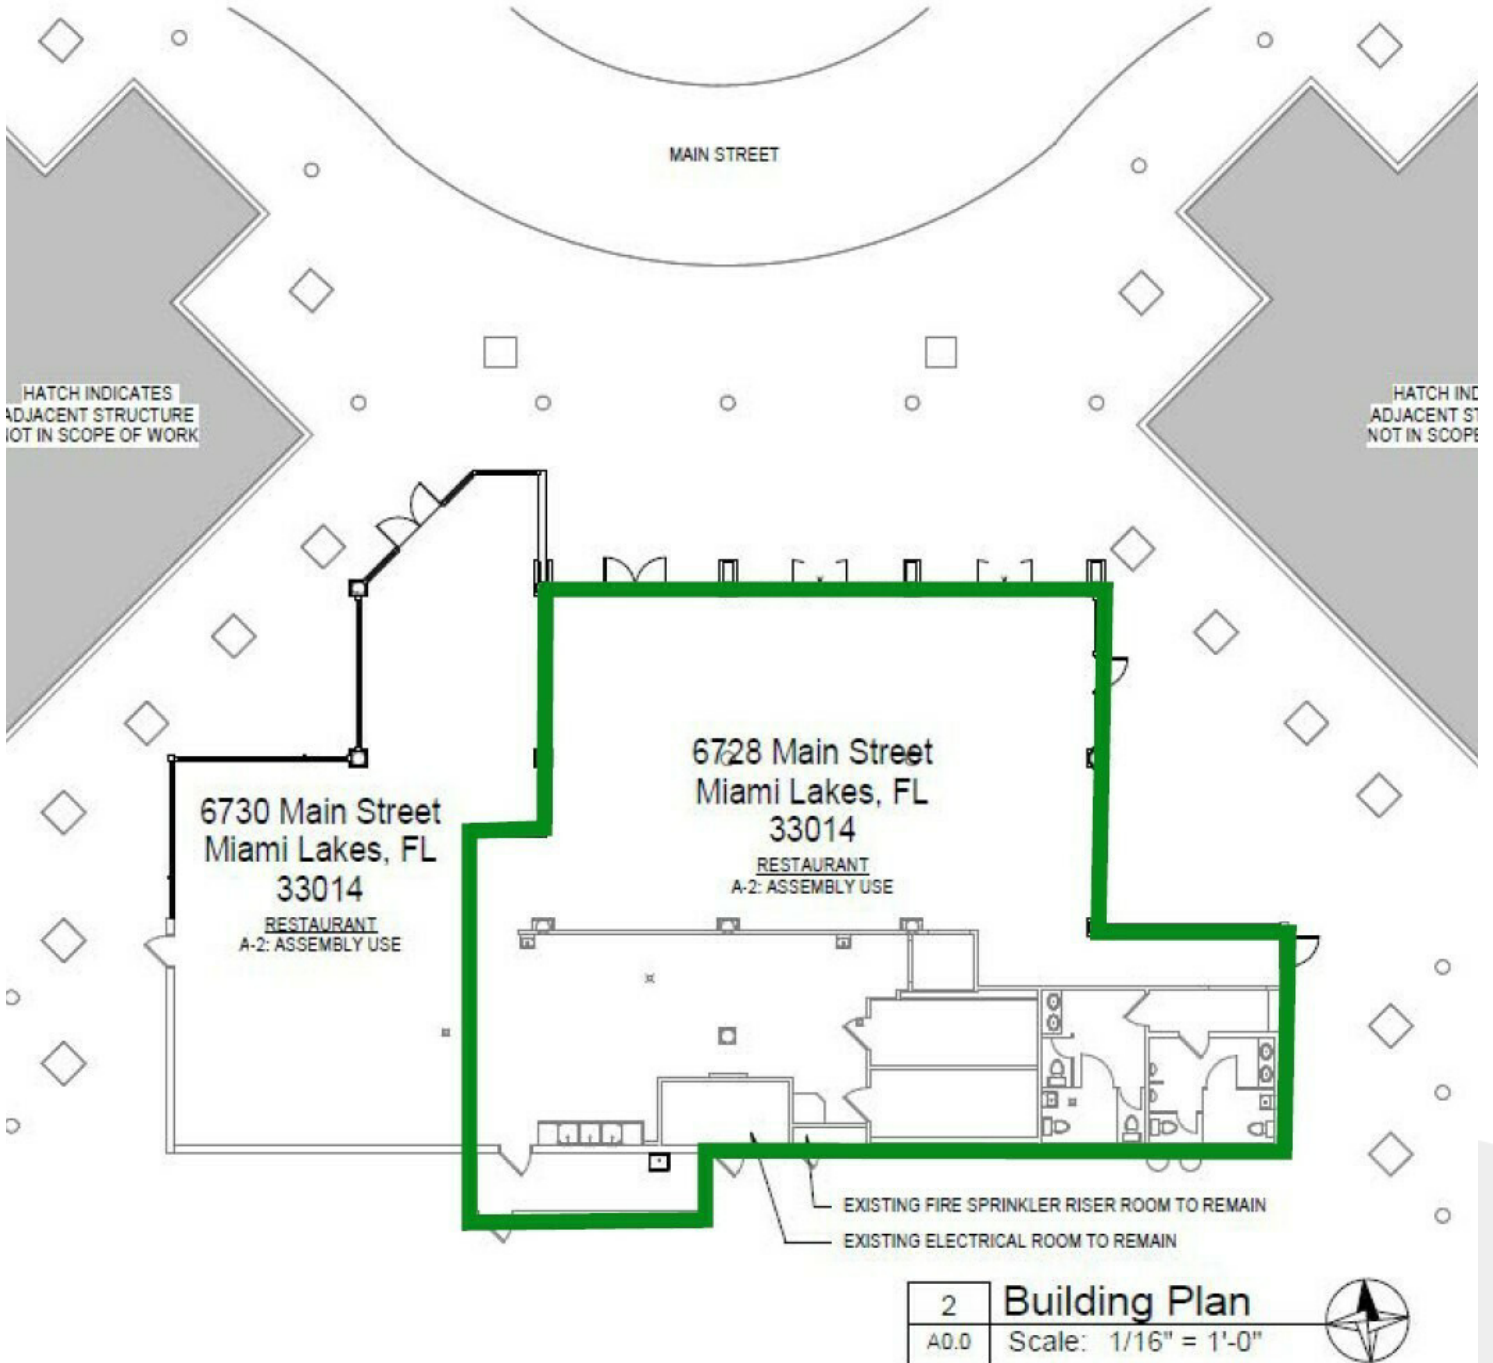 MAIN STREET
HATCH INDICATES
ADJACENT STRUCTURE
NOT IN SCOPE OF WORK
HATCH IND
ADJACENT ST
NOT IN SCOPE
6730 Main Street
Miami Lakes, FL
33014
RESTAURANT
A-2: ASSEMBLY USE
6728 Main Street
Miami Lakes, FL
33014
RESTAURANT
A-2: ASSEMBLY USE
EXISTING FIRE SPRINKLER RISER ROOM TO REMAIN
EXISTING ELECTRICAL ROOM TO REMAIN
2 Building Plan
A0.0 Scale: 1/16" = 1'-0"